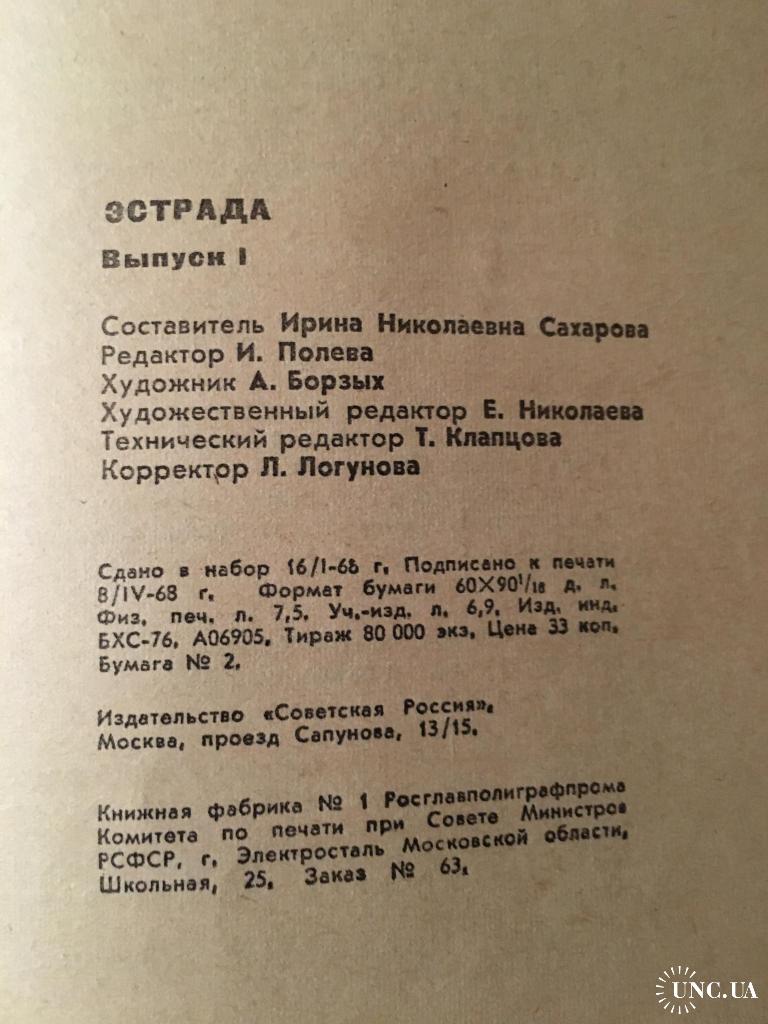 ЭСТРАДА
Выпуск I
Составитель Ирина Николаевна Сахарова
Редактор И. Полева
Художник А. Борзых
Художественный редактор Е. Николаева
Технический редактор Т. Клапцова
Корректор Л. Логунова
Сдано в набор 16/I-68 г. Подписано к печати
8/IV-68 г. Формат бумаги 60X90¹/₁₆ д. л.
Физ. печ. л. 7,5. Уч.-изд. л. 6,9. Изд. инд.
БХС-76. А06905. Тираж 80 000 экз. Цена 33 коп.
Бумага № 2.
Издательство «Советская Россия».
Москва, проезд Сапунова, 13/15.
Книжная фабрика № 1 Росглавполиграфпрома
Комитета по печати при Совете Министров
РСФСР, г. Электросталь Московской области,
Школьная, 25. Заказ № 63.
UNC.UA